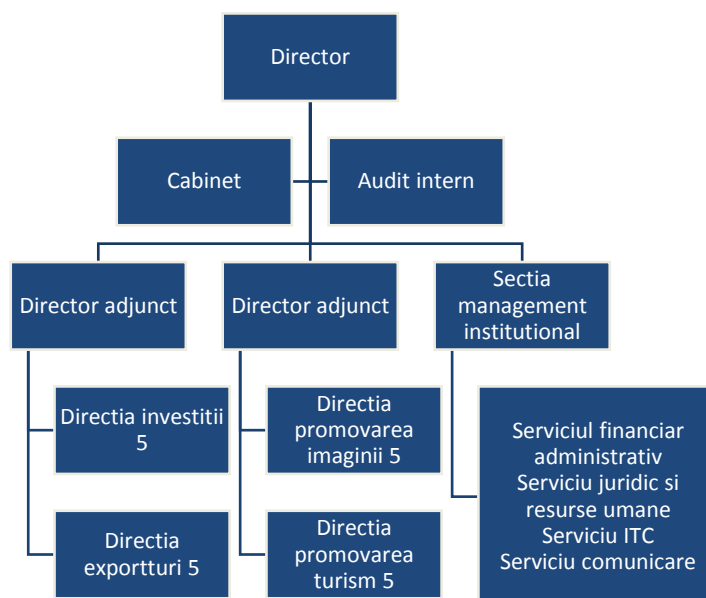 Director
Cabinet
Audit intern
Director adjunct
Director adjunct
Sectia
management
institutional
Directia investitii
5
Directia
promovarea
imaginii 5
Directia
exportturi 5
Directia
promovarea
turism 5
Serviciul financiar
administrativ
Serviciu juridic si
resurse umane
Serviciu ITC
Serviciu comunicare